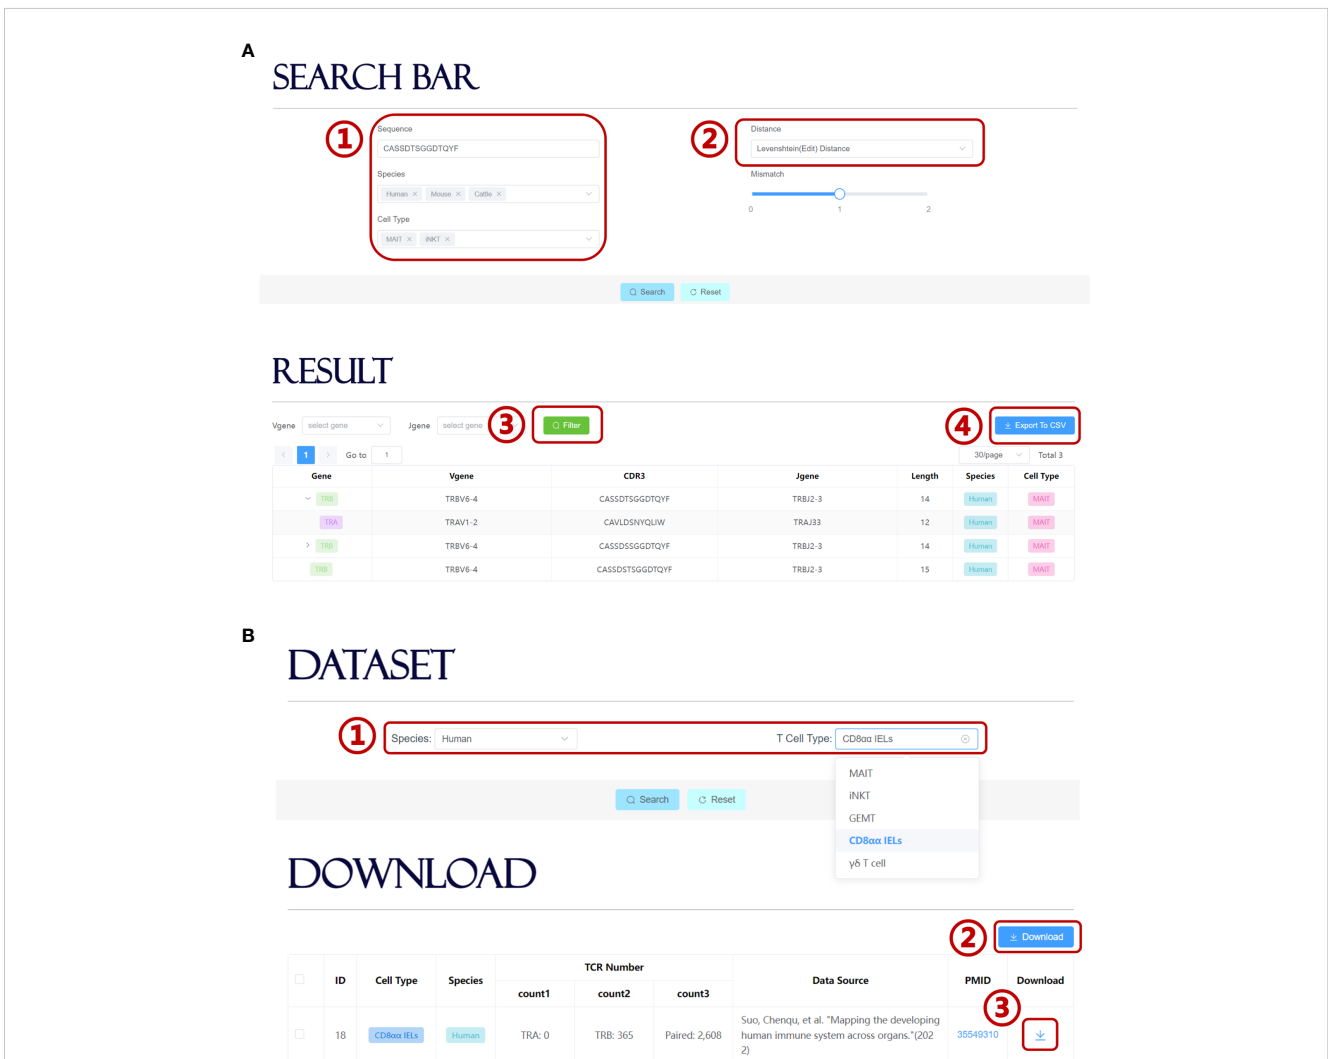 A
SEARCH BAR
① Sequence ② Distance
CASSDTSGGDTQYF Levenshtein(Edit) Distance
Species Mismatch
Human × Mouse × Cattle ×
0 1 2
Cell Type
MAIT × iNKT ×
Search Reset
RESULT
Vgene select gene Jgene select gene ③ Filter ④ Export To CSV
< 1 > Go to 1 30/page Total 3
Gene Vgene CDR3 Jgene Length Species Cell Type
TRB TRBV6-4 CASSDTSGGDTQYF TRBJ2-3 14 Human MAIT
TRA TRAV1-2 CAVLDSNYQLIW TRAJ33 12 Human MAIT
TRB TRBV6-4 CASSDSSGGDTQYF TRBJ2-3 14 Human MAIT
TRB TRBV6-4 CASSDSTSGGDTQYF TRBJ2-3 15 Human MAIT
B
DATASET
① Species: Human T Cell Type: CD8αα IELs
MAIT
iNKT
Search Reset
GEMT
CD8αα IELs
γδ T cell
DOWNLOAD
② Download
ID Cell Type Species TCR Number Data Source PMID Download
count1 count2 count3
③
18 CD8αα IELs Human TRA: 0 TRB: 365 Paired: 2,608 Suo, Chenqu, et al. "Mapping the developing
human immune system across organs."(202
2) 35549310